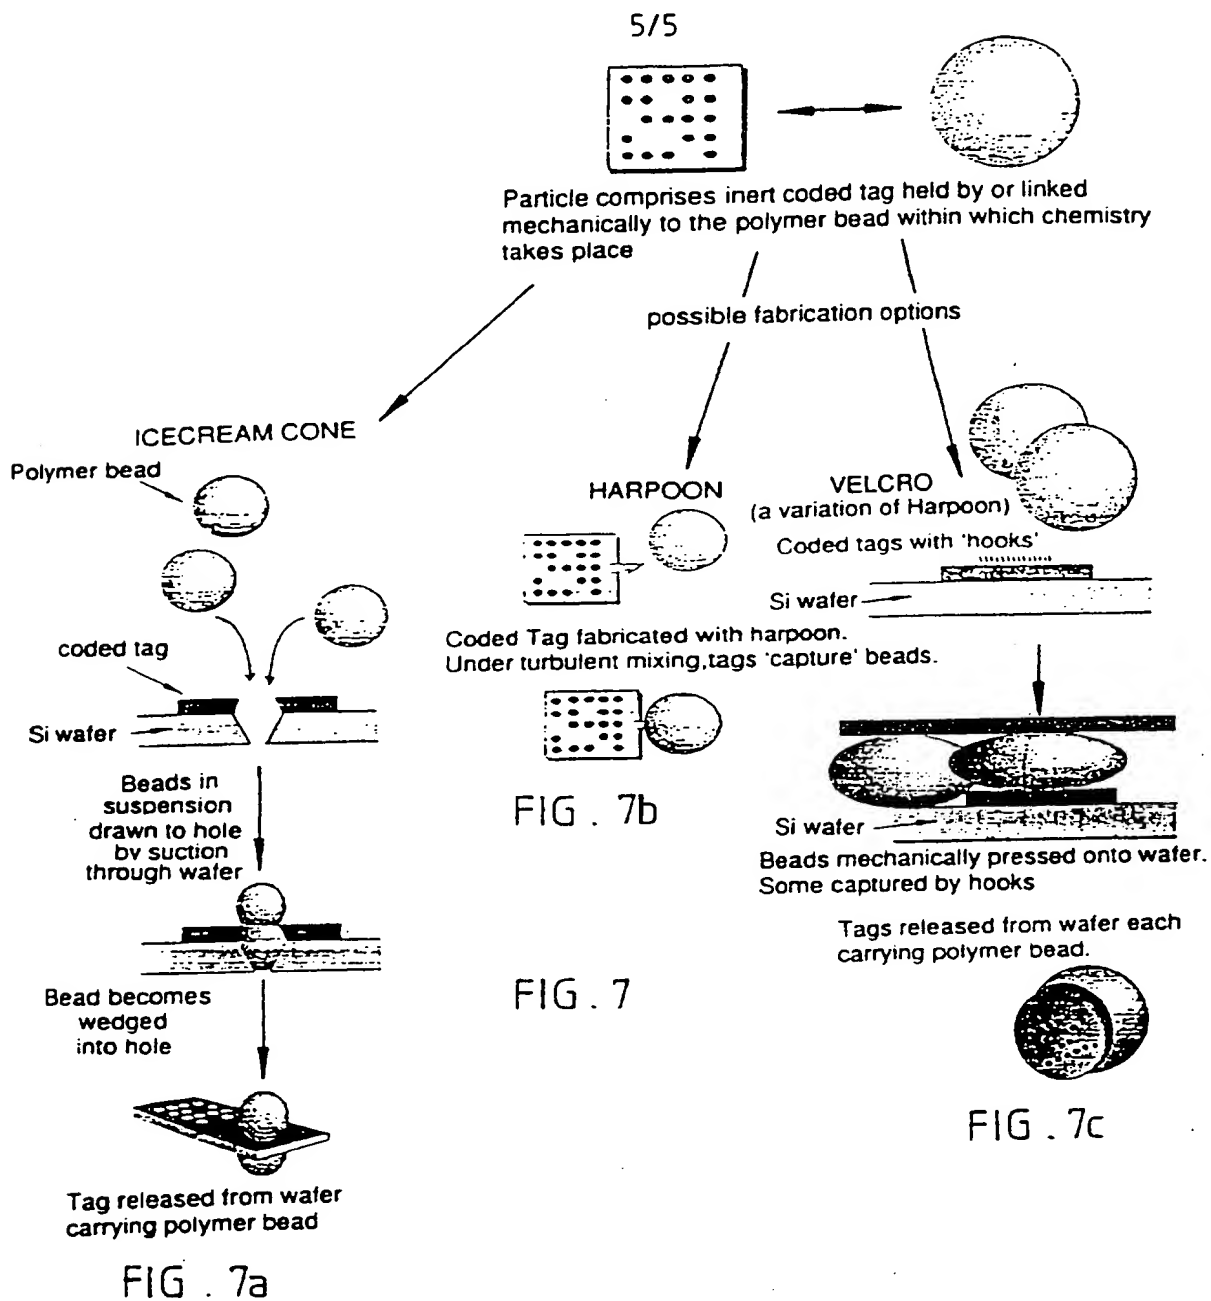 5/5
Particle comprises inert coded tag held by or linked
mechanically to the polymer bead within which chemistry
takes place
possible fabrication options
ICECREAM CONE
Polymer bead
coded tag
Si wafer
Beads in
suspension
drawn to hole
by suction
through wafer
Bead becomes
wedged
into hole
Tag released from wafer
carrying polymer bead
FIG . 7a
HARPOON
Coded Tag fabricated with harpoon.
Under turbulent mixing,tags 'capture' beads.
FIG . 7b
FIG . 7
VELCRO
(a variation of Harpoon)
Coded tags with 'hooks'
Si wafer
Si wafer
Beads mechanically pressed onto wafer.
Some captured by hooks
Tags released from wafer each
carrying polymer bead.
FIG . 7c